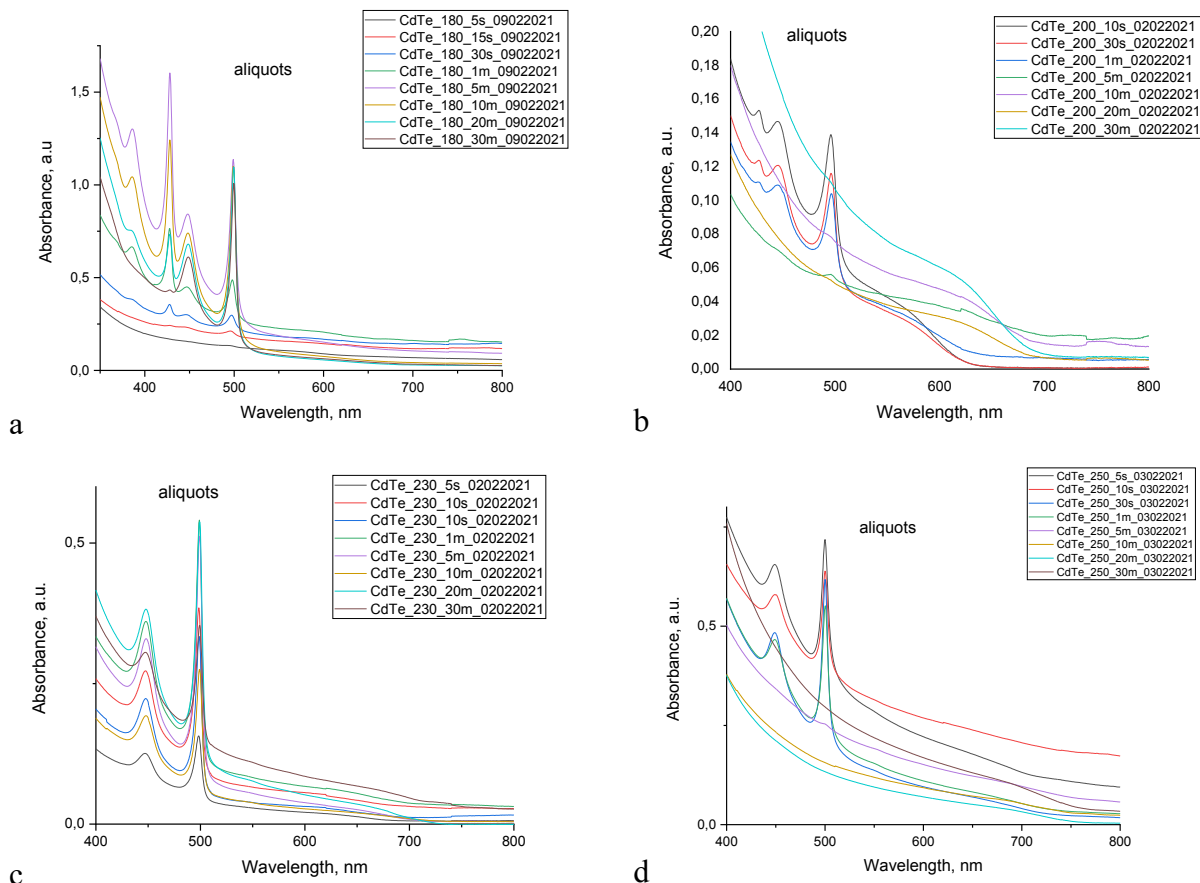 CdTe_180_5s_09022021
CdTe_180_15s_09022021
CdTe_180_30s_09022021
CdTe_180_1m_09022021
CdTe_180_5m_09022021
CdTe_180_10m_09022021
CdTe_180_20m_09022021
CdTe_180_30m_09022021
aliquots
1,5
1,0
0,5
0,0
Absorbance, a.u
400 500 600 700 800
Wavelength, nm
a
CdTe_200_10s_02022021
CdTe_200_30s_02022021
CdTe_200_1m_02022021
CdTe_200_5m_02022021
CdTe_200_10m_02022021
CdTe_200_20m_02022021
CdTe_200_30m_02022021
aliquots
0,20
0,18
0,16
0,14
0,12
0,10
0,08
0,06
0,04
0,02
0,00
Absorbance, a.u.
400 500 600 700 800
Wavelength, nm
b
CdTe_230_5s_02022021
CdTe_230_10s_02022021
CdTe_230_10s_02022021
CdTe_230_1m_02022021
CdTe_230_5m_02022021
CdTe_230_10m_02022021
CdTe_230_20m_02022021
CdTe_230_30m_02022021
aliquots
0,5
0,0
Absorbance, a.u.
400 500 600 700 800
Wavelength, nm
c
CdTe_250_5s_03022021
CdTe_250_10s_03022021
CdTe_250_30s_03022021
CdTe_250_1m_03022021
CdTe_250_5m_03022021
CdTe_250_10m_03022021
CdTe_250_20m_03022021
CdTe_250_30m_03022021
aliquots
0,5
0,0
Absorbance, a.u.
400 500 600 700 800
Wavelength, nm
d